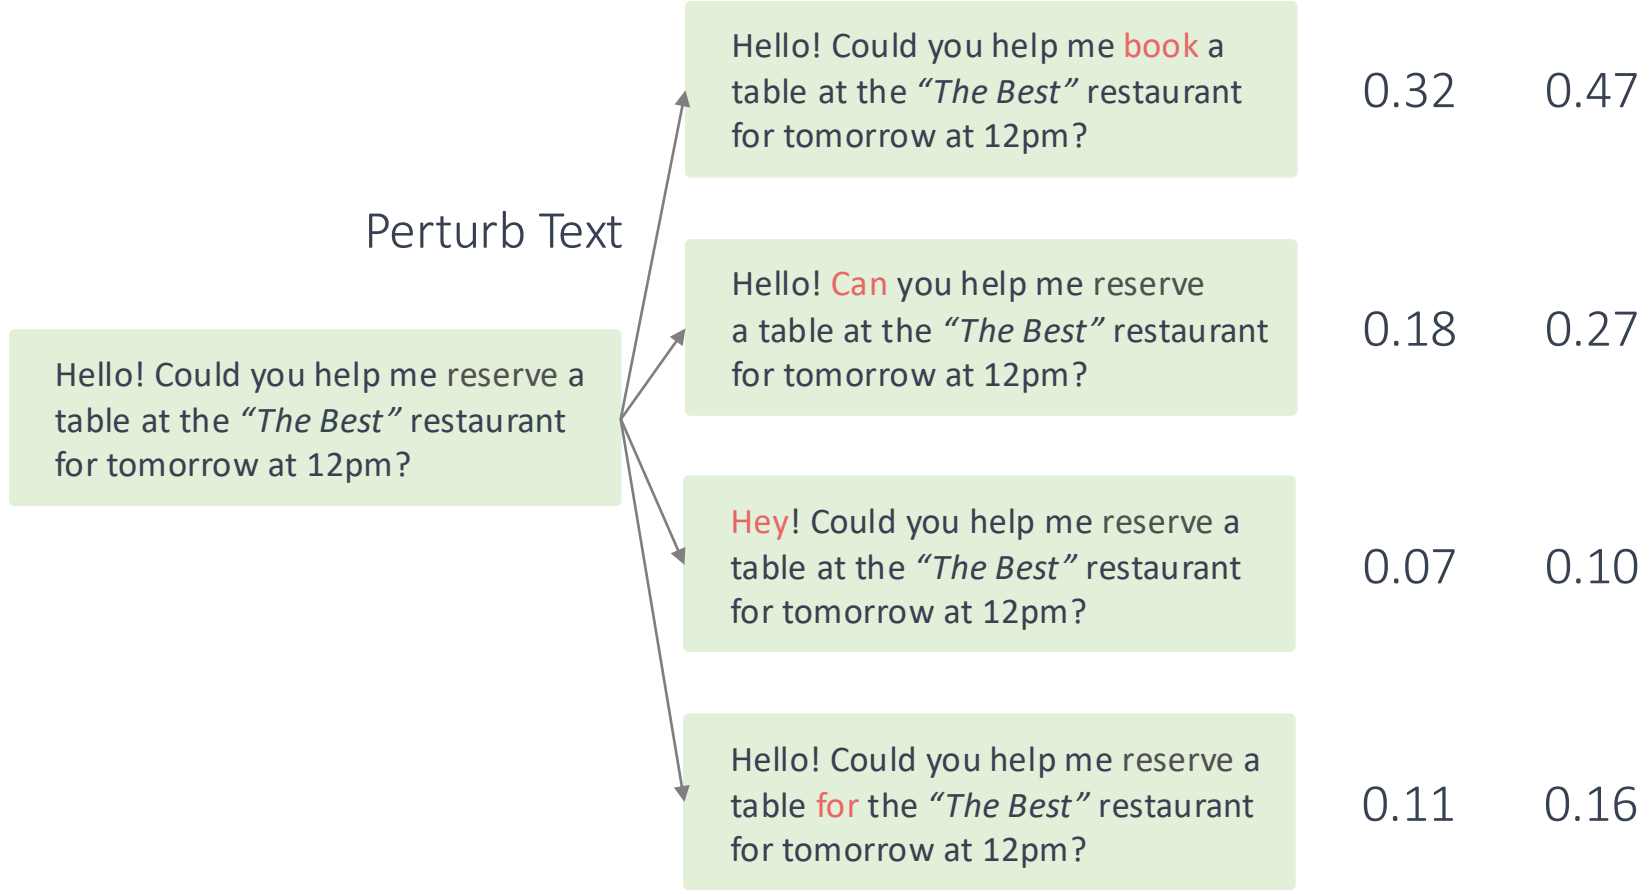 Hello! Could you help me book a
table at the “The Best” restaurant
for tomorrow at 12pm?
0.32 0.47
Perturb Text
Hello! Can you help me reserve
a table at the “The Best” restaurant
for tomorrow at 12pm?
0.18 0.27
Hello! Could you help me reserve a
table at the “The Best” restaurant
for tomorrow at 12pm?
Hey! Could you help me reserve a
table at the “The Best” restaurant
for tomorrow at 12pm?
0.07 0.10
Hello! Could you help me reserve a
table for the “The Best” restaurant
for tomorrow at 12pm?
0.11 0.16